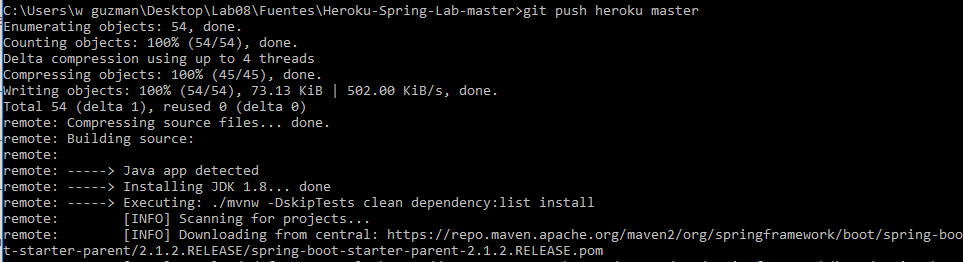 C:\Users\w guzman\Desktop\Lab08\Fuentes\Heroku-Spring-Lab-master>git push heroku master
Enumerating objects: 54, done.
Counting objects: 100% (54/54), done.
Delta compression using up to 4 threads
Compressing objects: 100% (45/45), done.
Writing objects: 100% (54/54), 73.13 KiB | 502.00 KiB/s, done.
Total 54 (delta 1), reused 0 (delta 0)
remote: Compressing source files... done.
remote: Building source:
remote:
remote: -----> Java app detected
remote: -----> Installing JDK 1.8... done
remote: -----> Executing: ./mvnw -DskipTests clean dependency:list install
remote:        [INFO] Scanning for projects...
remote:        [INFO] Downloading from central: https://repo.maven.apache.org/maven2/org/springframework/boot/spring-boo
t-starter-parent/2.1.2.RELEASE/spring-boot-starter-parent-2.1.2.RELEASE.pom